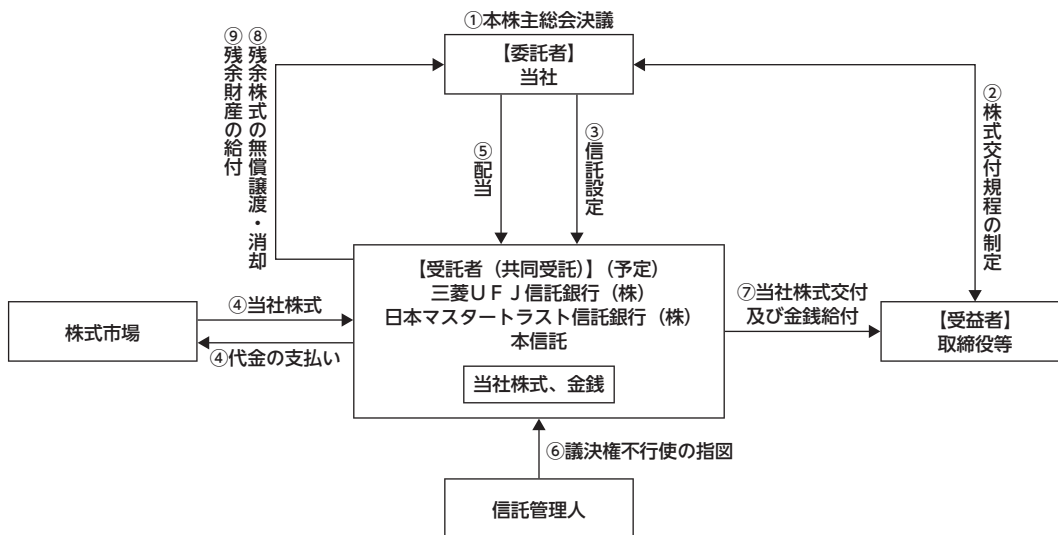 ①本株主総会決議
【委託者】
当社
⑨残余財産の給付
⑧残余株式の無償譲渡・消却
⑤配当
③信託設定
②株式交付規程の制定
株式市場
④当社株式
④代金の支払い
【受託者（共同受託）】（予定）
三菱ＵＦＪ信託銀行（株）
日本マスタートラスト信託銀行（株）
本信託
当社株式、金銭
⑦当社株式交付
及び金銭給付
【受益者】
取締役等
⑥議決権不行使の指図
信託管理人